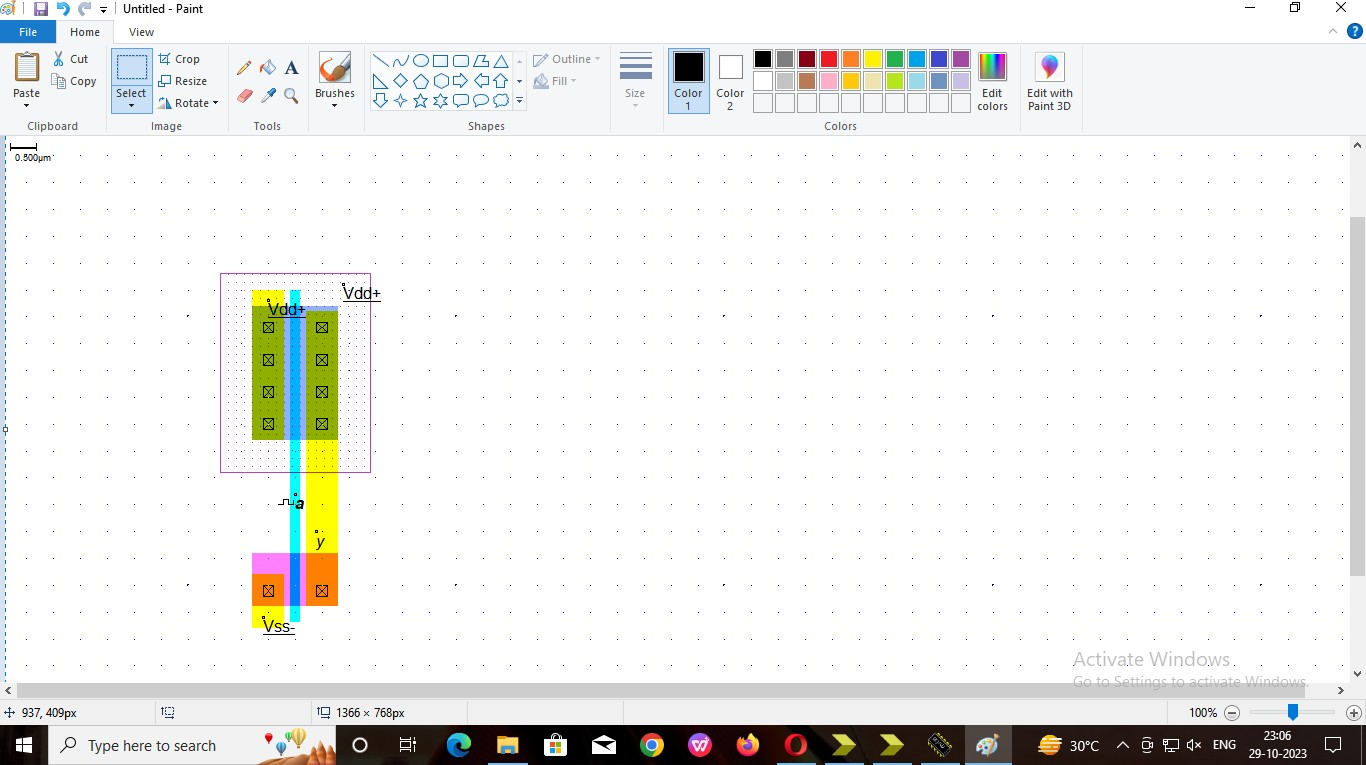 Untitled - Paint
File Home View
Cut
Copy
Paste
Clipboard
Select
Crop
Resize
Rotate
Image
Tools
Brushes
Shapes
Outline
Fill
Size
Color 1
Color 2
Edit colors
Colors
Edit with Paint 3D
0.500µm
Vdd+
Vdd+
a
y
Vss-
Activate Windows
Go to Settings to activate Windows.
937, 409px
1366 × 768px
100%
Type here to search
30°C
ENG
23:06
29-10-2023